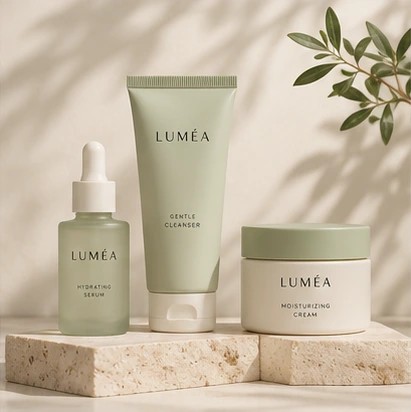 LUMÉA
HYDRATING
SERUM
LUMÉA
GENTLE
CLEANSER
LUMÉA
MOISTURIZING
CREAM